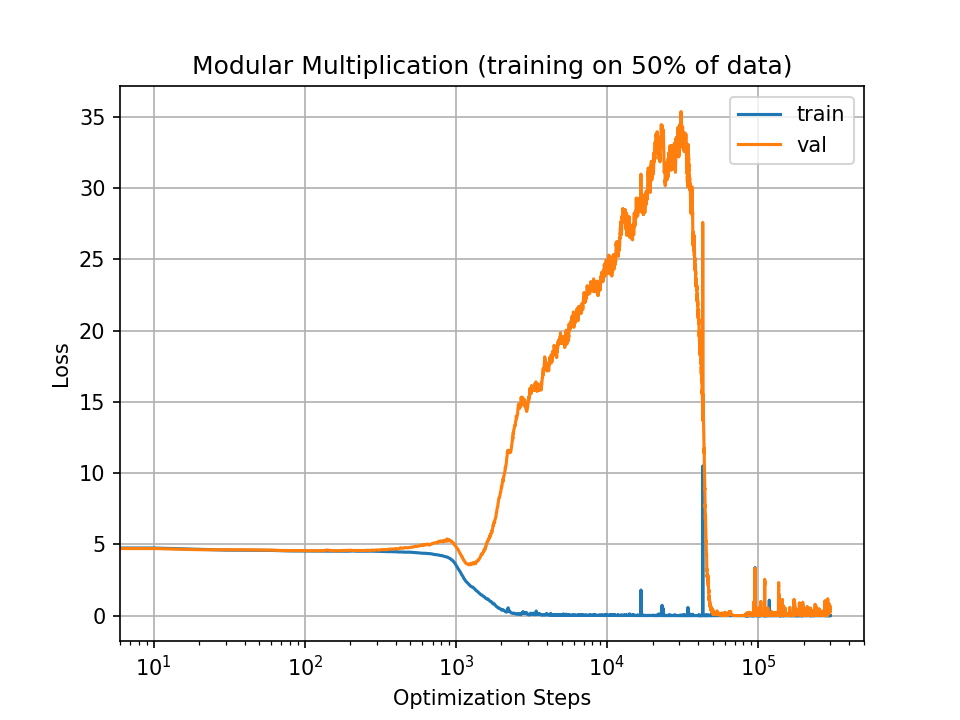 Modular Multiplication (training on 50% of data)
train
val
35
30
25
20
15
10
5
0
Loss
10¹
10²
10³
10⁴
10⁵
Optimization Steps